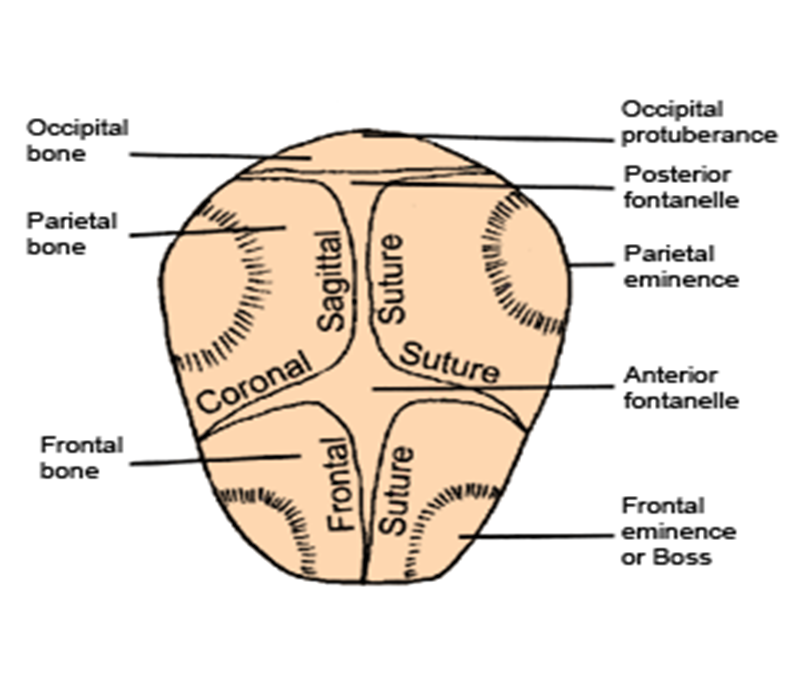 Occipital
bone
Occipital
protuberance
Posterior
fontanelle
Parietal
bone
Parietal
eminence
Sagittal
Suture
Coronal
Suture
Anterior
fontanelle
Frontal
bone
Frontal
Suture
Frontal
eminence
or Boss